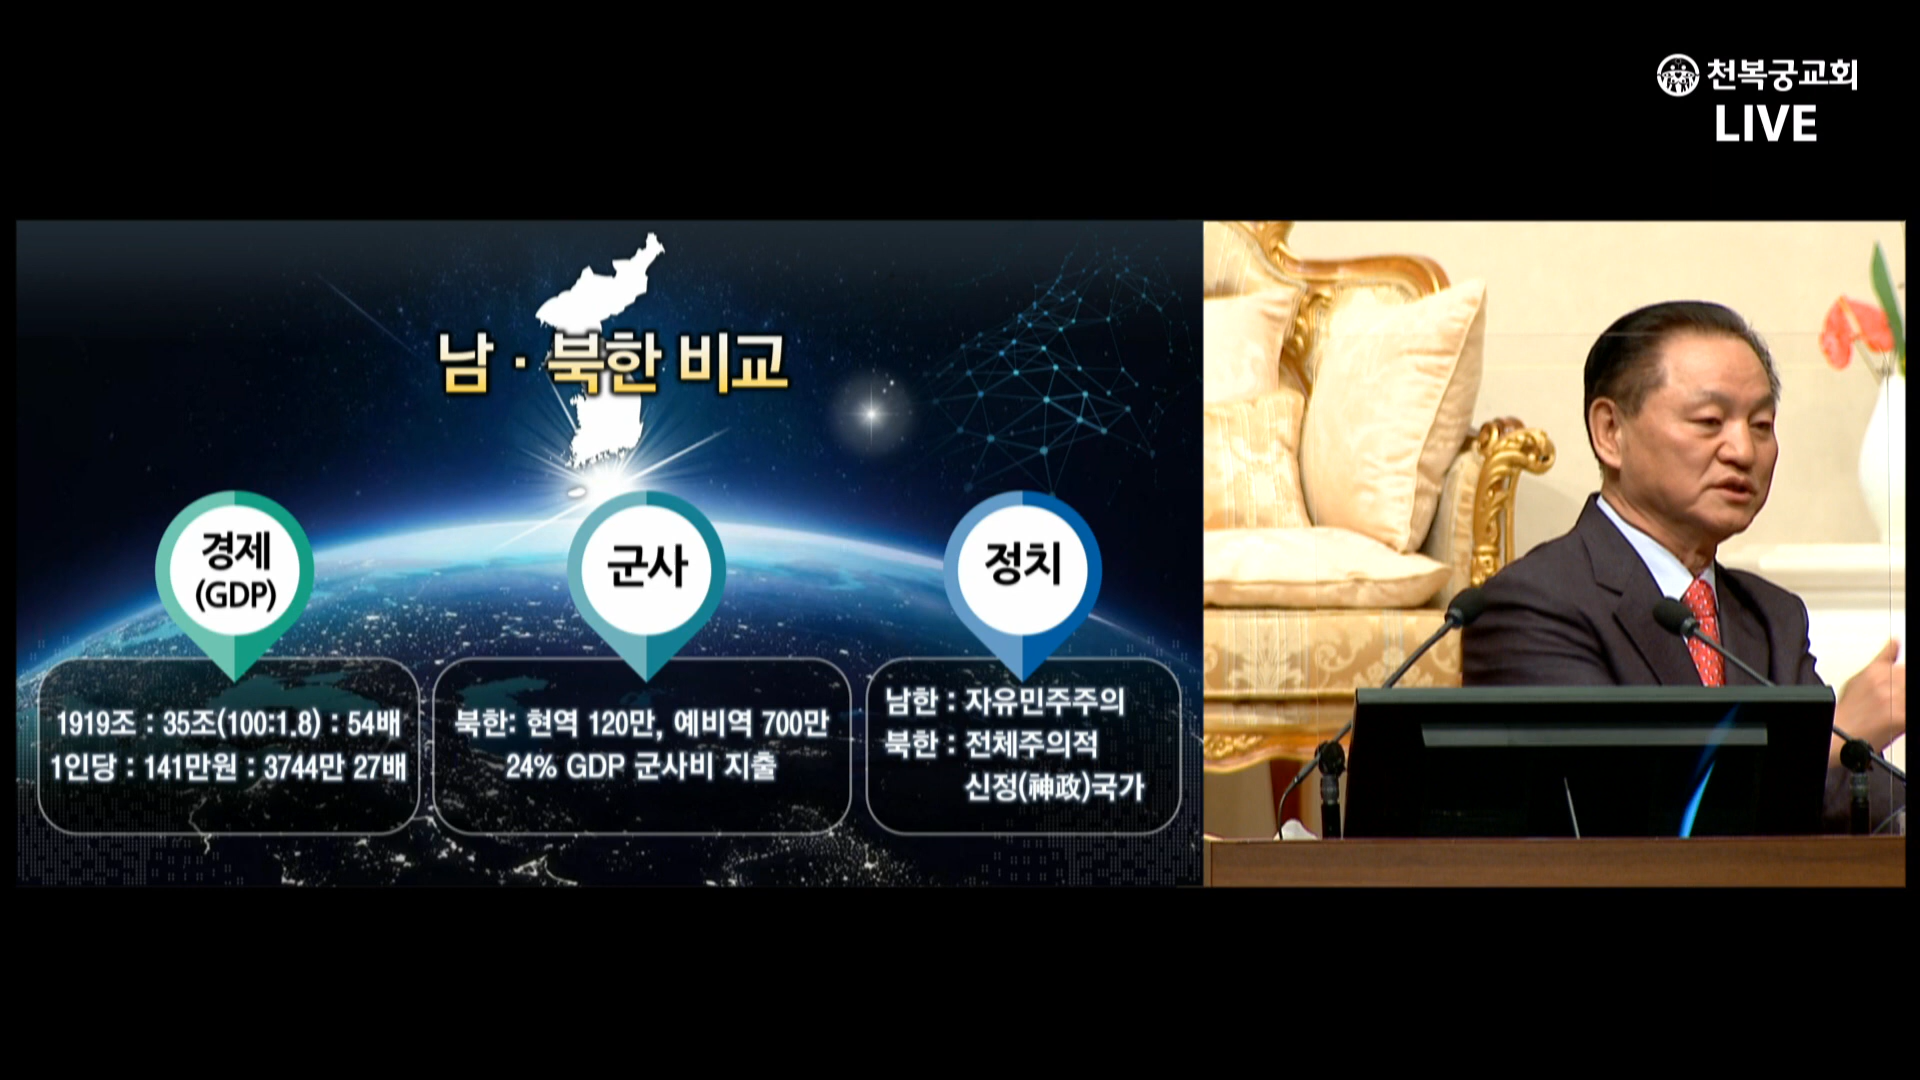 천복궁교회
LIVE
남·북한 비교
경제
(GDP)
1919조 : 35조(100:1.8) : 54배
1인당 : 141만원 : 3744만 27배
군사
북한: 현역 120만, 예비역 700만
24% GDP 군사비 지출
정치
남한 : 자유민주주의
북한 : 전체주의적
신정(神政)국가